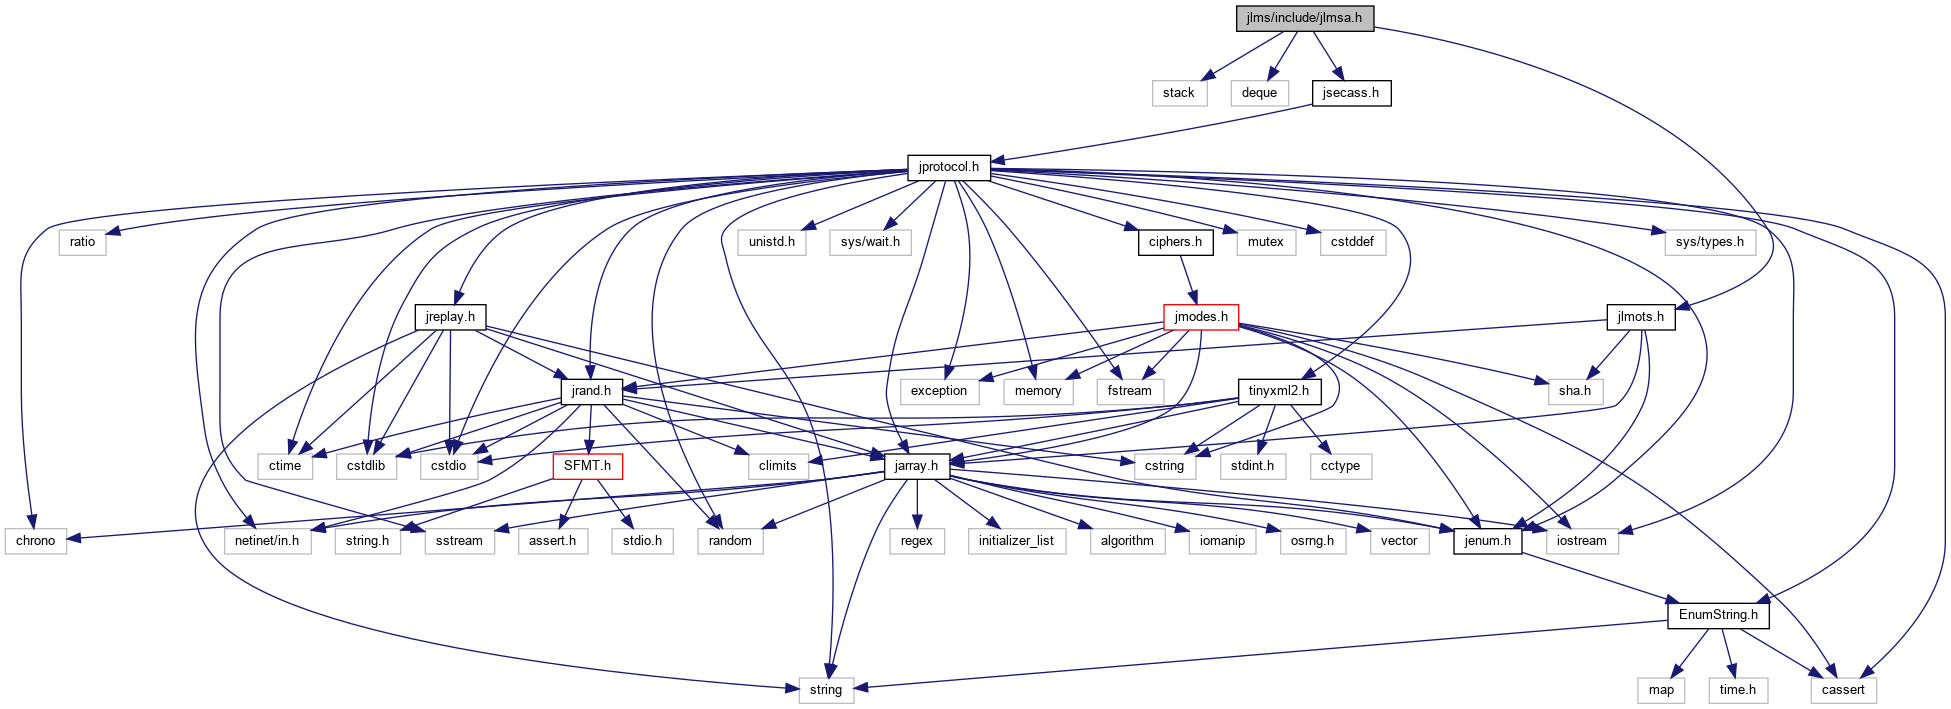 jlms/include/jlmsa.h
stack
deque
jsecass.h
jprotocol.h
ratio
unistd.h
sys/wait.h
ciphers.h
mutex
cstddef
sys/types.h
jreplay.h
jmodes.h
jlmots.h
jrand.h
exception
memory
fstream
tinyxml2.h
sha.h
ctime
cstdlib
cstdio
SFMT.h
climits
jarray.h
cstring
stdint.h
cctype
chrono
netinet/in.h
string.h
sstream
assert.h
stdio.h
random
regex
initializer_list
algorithm
iomanip
osrng.h
vector
jenum.h
iostream
EnumString.h
string
map
time.h
cassert